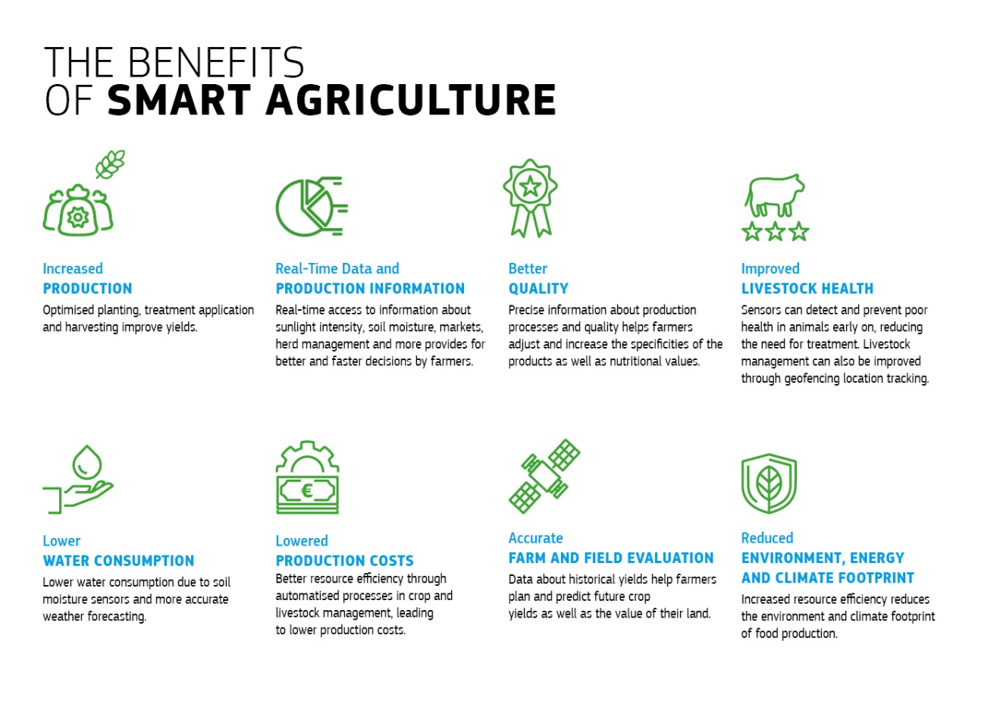 THE BENEFITS
OF SMART AGRICULTURE
Increased
PRODUCTION
Optimised planting, treatment application
and harvesting improve yields.
Real-Time Data and
PRODUCTION INFORMATION
Real-time access to information about
sunlight intensity, soil moisture, markets,
herd management and more provides for
better and faster decisions by farmers.
Better
QUALITY
Precise information about production
processes and quality helps farmers
adjust and increase the specificities of the
products as well as nutritional values.
Improved
LIVESTOCK HEALTH
Sensors can detect and prevent poor
health in animals early on, reducing
the need for treatment. Livestock
management can also be improved
through geofencing location tracking.
Lower
WATER CONSUMPTION
Lower water consumption due to soil
moisture sensors and more accurate
weather forecasting.
€
Lowered
PRODUCTION COSTS
Better resource efficiency through
automatised processes in crop and
livestock management, leading
to lower production costs.
Accurate
FARM AND FIELD EVALUATION
Data about historical yields help farmers
plan and predict future crop
yields as well as the value of their land.
Reduced
ENVIRONMENT, ENERGY
AND CLIMATE FOOTPRINT
Increased resource efficiency reduces
the environment and climate footprint
of food production.